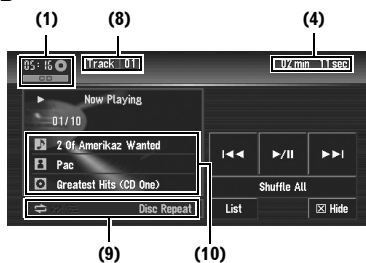 (1) (8) (4)
05:16 Track 01 02min 11sec
CD
Now Playing
01/10
2 Of Amerikaz Wanted
Pac
Greatest Hits (CD One)
Shuffle All
Disc Repeat List Hide
(9) (10)